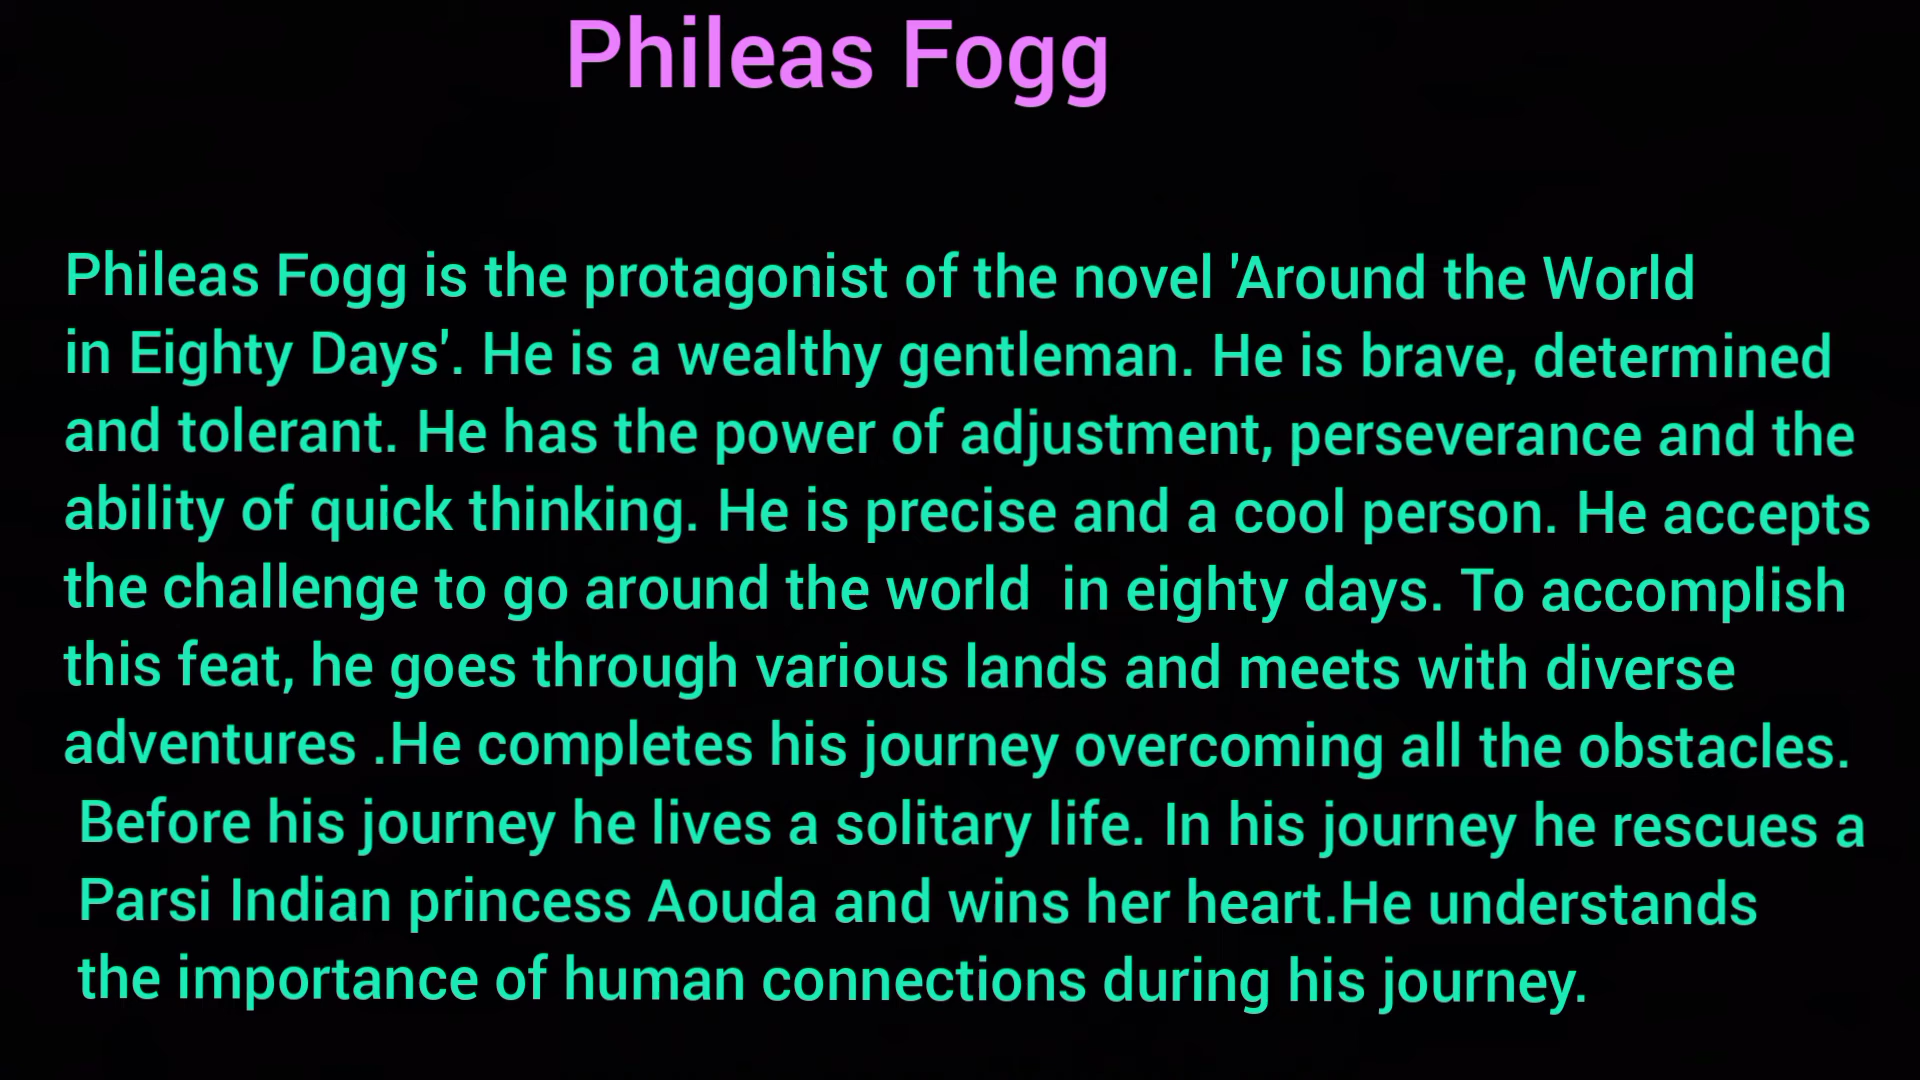 Phileas Fogg
Phileas Fogg is the protagonist of the novel 'Around the World
in Eighty Days'. He is a wealthy gentleman. He is brave, determined
and tolerant. He has the power of adjustment, perseverance and the
ability of quick thinking. He is precise and a cool person. He accepts
the challenge to go around the world  in eighty days. To accomplish
this feat, he goes through various lands and meets with diverse
adventures .He completes his journey overcoming all the obstacles.
Before his journey he lives a solitary life. In his journey he rescues a
Parsi Indian princess Aouda and wins her heart.He understands
the importance of human connections during his journey.